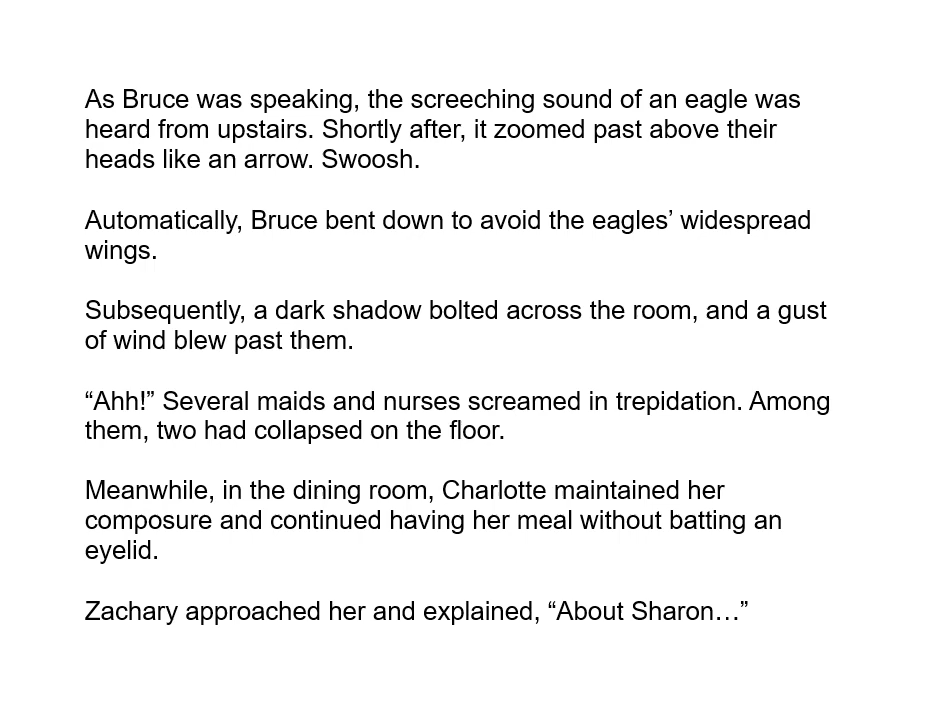 As Bruce was speaking, the screeching sound of an eagle was
heard from upstairs. Shortly after, it zoomed past above their
heads like an arrow. Swoosh.
Automatically, Bruce bent down to avoid the eagles’ widespread
wings.
Subsequently, a dark shadow bolted across the room, and a gust
of wind blew past them.
“Ahh!” Several maids and nurses screamed in trepidation. Among
them, two had collapsed on the floor.
Meanwhile, in the dining room, Charlotte maintained her
composure and continued having her meal without batting an
eyelid.
Zachary approached her and explained, “About Sharon…”